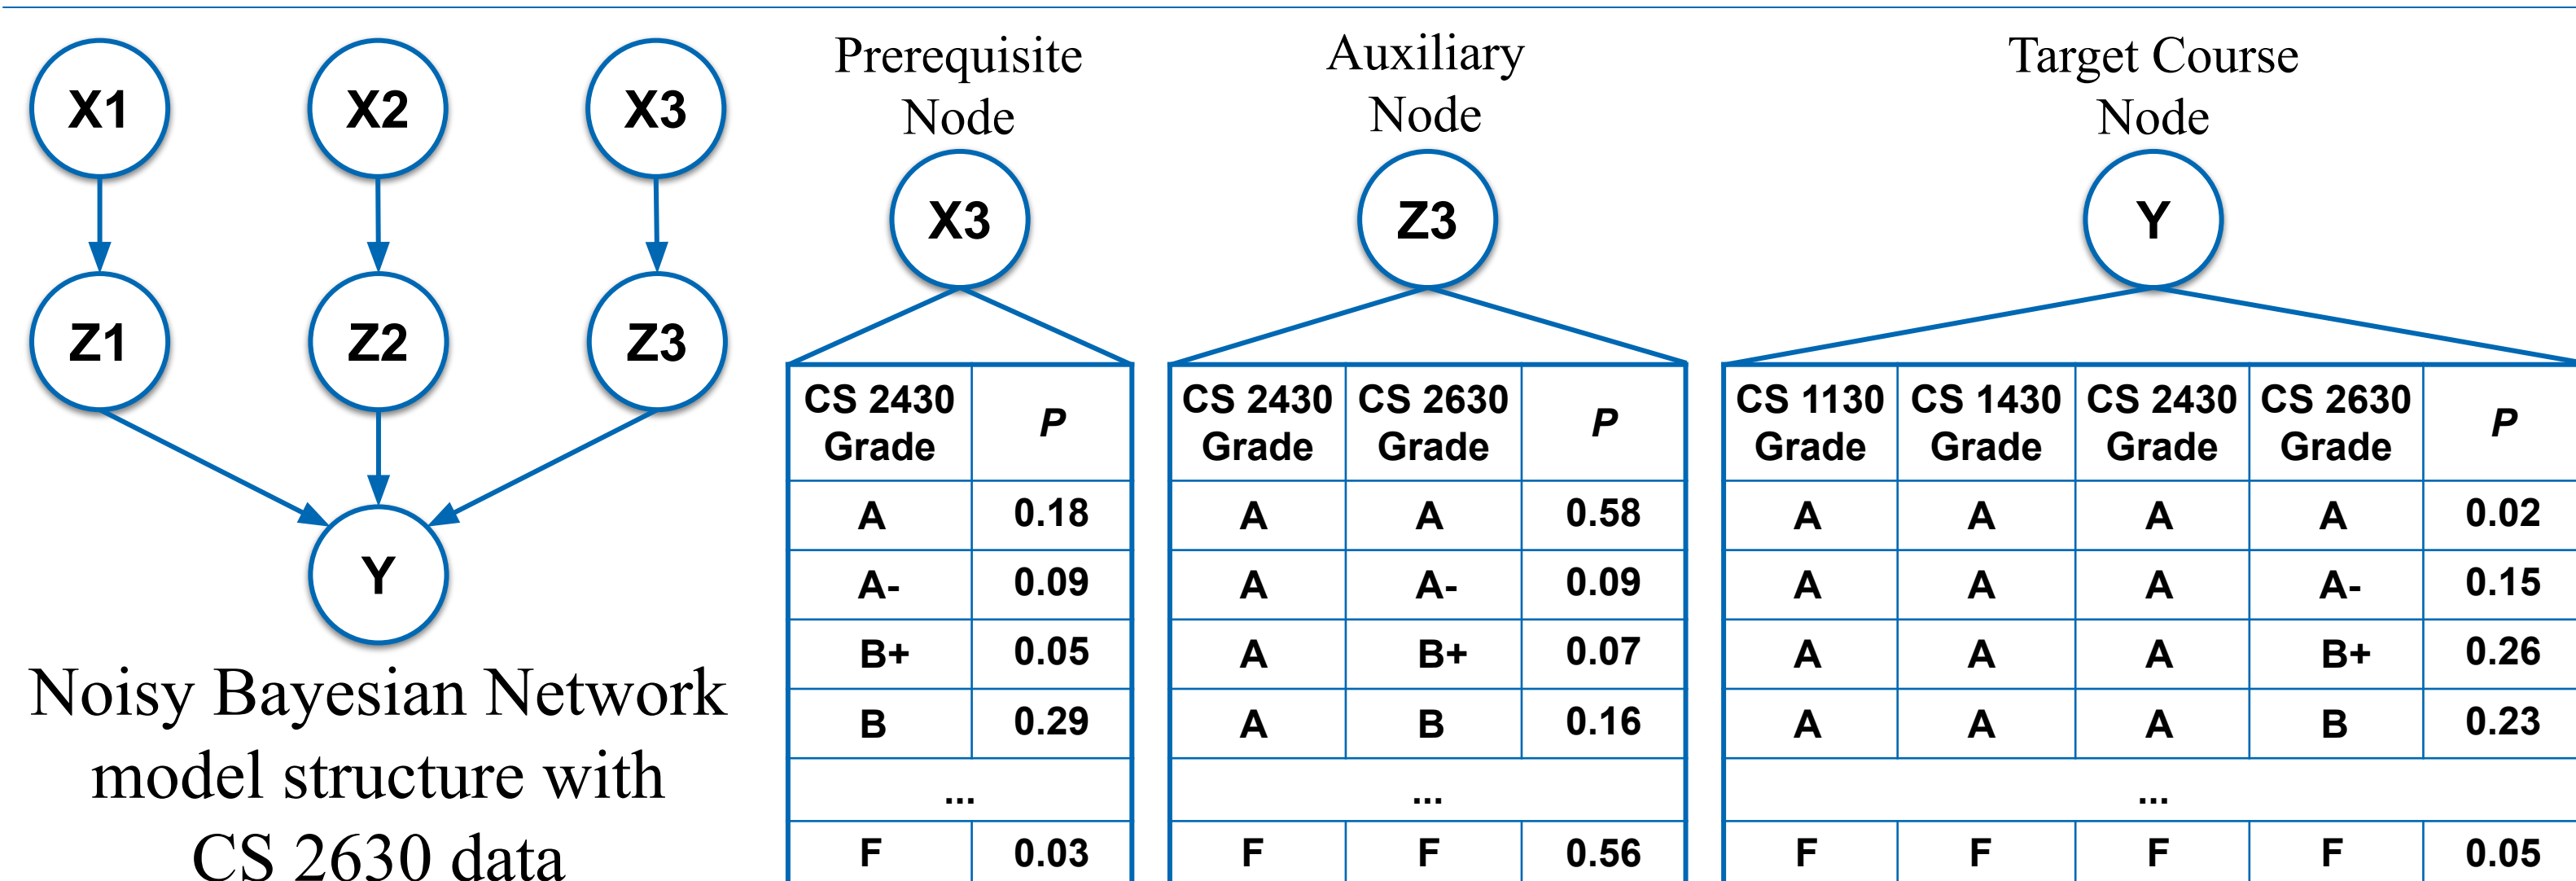 X1 X2 X3
Z1 Z2 Z3
Y
Noisy Bayesian Network
model structure with
CS 2630 data
Prerequisite
Node
X3
CS 2430 Grade P
A 0.18
A- 0.09
B+ 0.05
B 0.29
...
F 0.03
Auxiliary
Node
Z3
CS 2430 Grade CS 2630 Grade P
A A 0.58
A A- 0.09
A B+ 0.07
A B 0.16
...
F F 0.56
Target Course
Node
Y
CS 1130 Grade CS 1430 Grade CS 2430 Grade CS 2630 Grade P
A A A A 0.02
A A A A- 0.15
A A A B+ 0.26
A A A B 0.23
...
F F F F 0.05